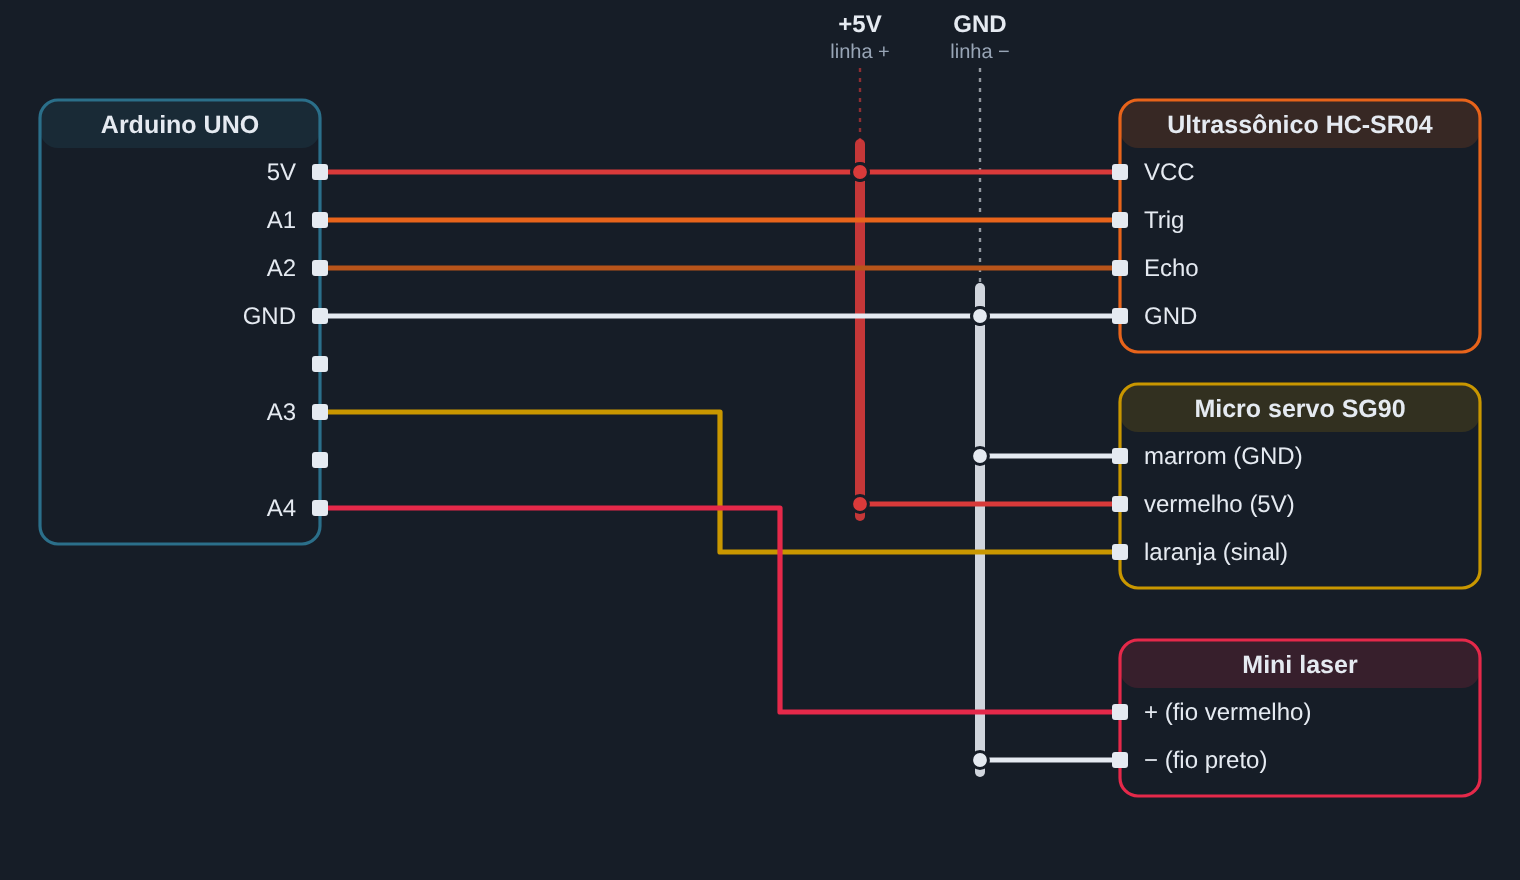 +5V
linha +
GND
linha −
Arduino UNO
5V
A1
A2
GND
A3
A4
Ultrassônico HC-SR04
VCC
Trig
Echo
GND
Micro servo SG90
marrom (GND)
vermelho (5V)
laranja (sinal)
Mini laser
+ (fio vermelho)
− (fio preto)